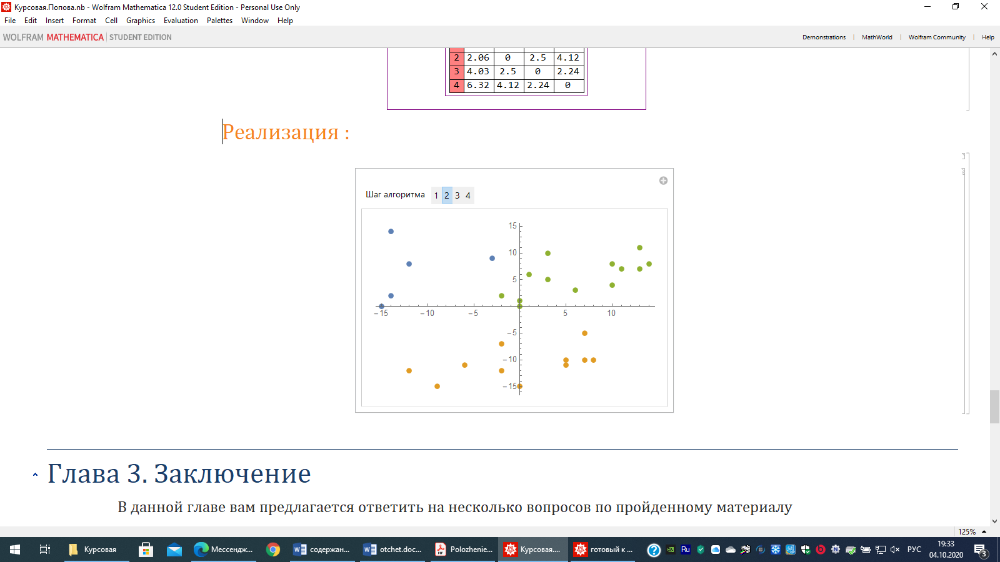 Курсовая.Попова.nb - Wolfram Mathematica 12.0 Student Edition - Personal Use Only
File Edit Insert Format Cell Graphics Evaluation Palettes Window Help
WOLFRAM MATHEMATICA | STUDENT EDITION
Demonstrations | MathWorld | Wolfram Community | Help
2 2.06 0 2.5 4.12
3 4.03 2.5 0 2.24
4 6.32 4.12 2.24 0
Реализация :
Шаг алгоритма 1 2 3 4
15
10
5
-15 -10 -5 5 10
-5
-10
-15
Глава 3. Заключение
В данной главе вам предлагается ответить на несколько вопросов по пройденному материалу
125%
Курсовая
Мессендж...
содержан...
otchet.doc...
Polozhenie...
Курсовая....
готовый к ...
Ru
РУС
19:33
04.10.2020
3